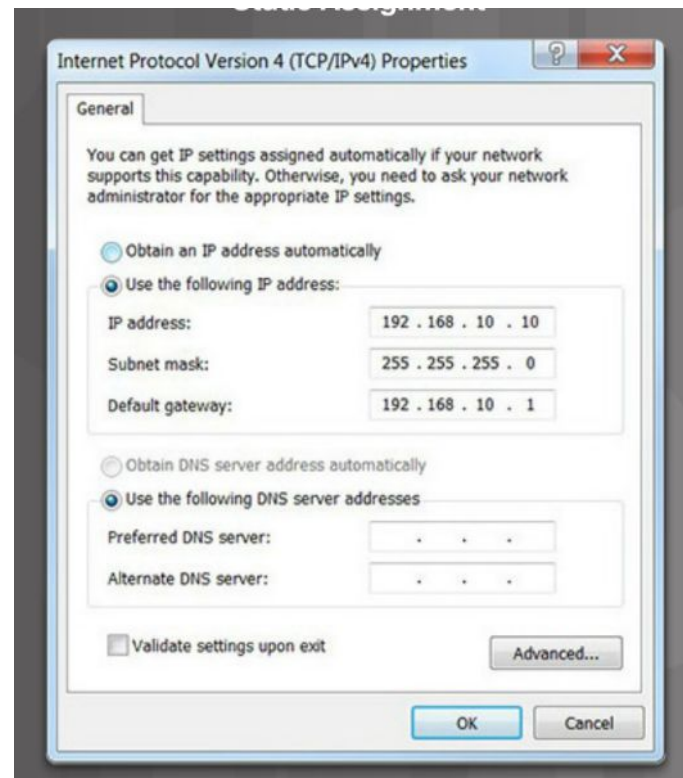 Static Assignment
Internet Protocol Version 4 (TCP/IPv4) Properties
General
You can get IP settings assigned automatically if your network
supports this capability. Otherwise, you need to ask your network
administrator for the appropriate IP settings.
Obtain an IP address automatically
Use the following IP address:
IP address: 192 . 168 . 10 . 10
Subnet mask: 255 . 255 . 255 . 0
Default gateway: 192 . 168 . 10 . 1
Obtain DNS server address automatically
Use the following DNS server addresses
Preferred DNS server: . . .
Alternate DNS server: . . .
Validate settings upon exit
Advanced...
OK Cancel